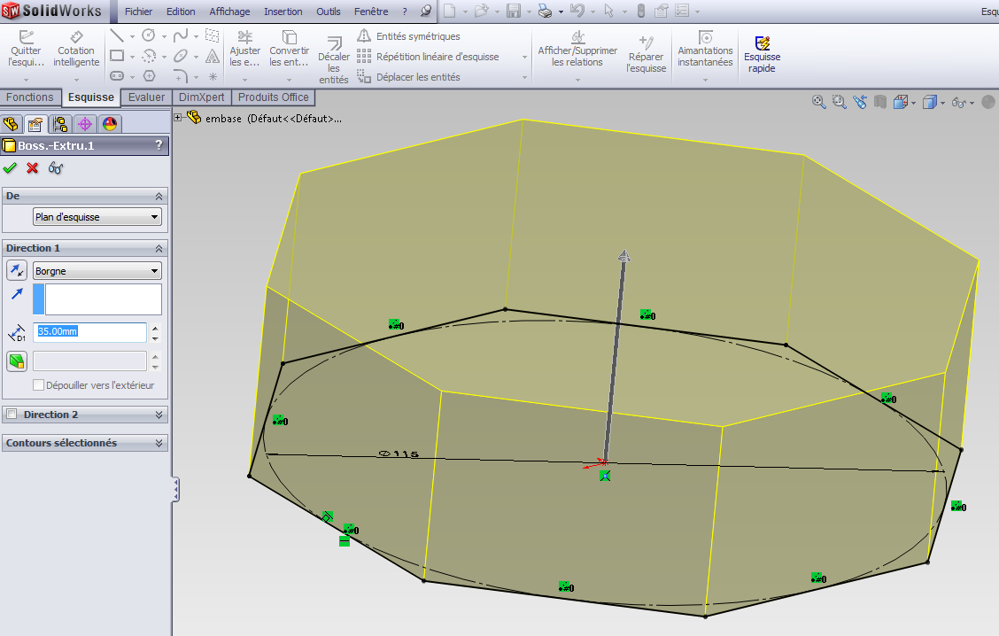 SW SolidWorks Fichier Edition Affichage Insertion Outils Fenêtre ? Esqu
Quitter l'esqui...
Cotation intelligente
Ajuster les e...
Convertir les ent...
Décaler les entités
Entités symétriques
Répétition linéaire d'esquisse
Déplacer les entités
Afficher/Supprimer les relations
Réparer l'esquisse
Aimantations instantanées
Esquisse rapide
Fonctions Esquisse Evaluer DimXpert Produits Office
embase (Défaut<<Défaut>...
Boss.-Extru.1 ?
De
Plan d'esquisse
Direction 1
Borgne
D1 35.00mm
Dépouiller vers l'extérieur
Direction 2
Contours sélectionnés
#0
#0
#0
#0
∅115
#0
#0
#0
#0